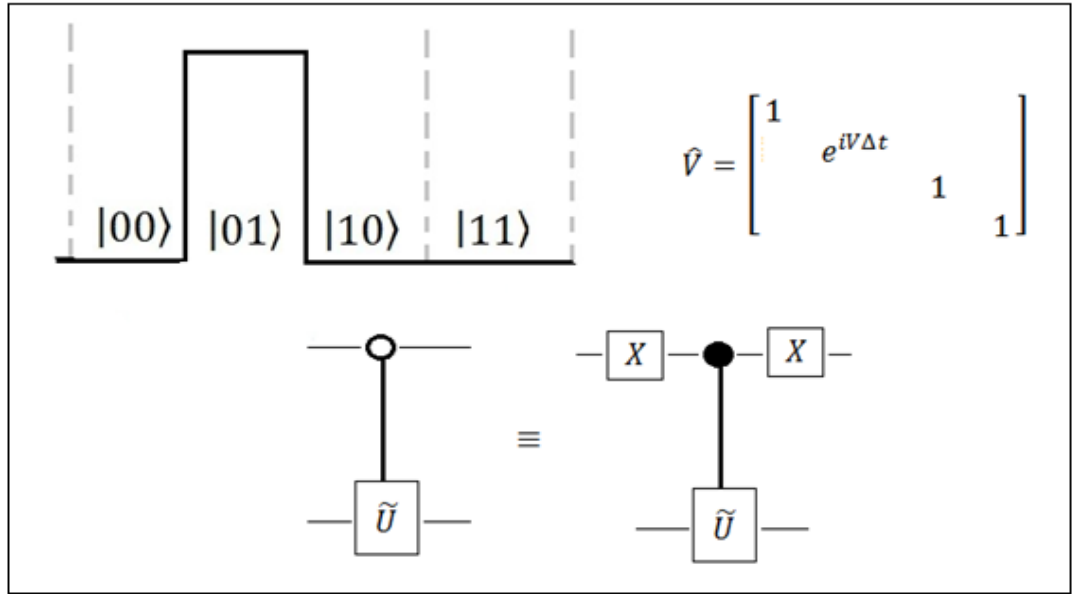 |00⟩ |01⟩ |10⟩ |11⟩
V̂ = [1 e^{iVΔt} 1 1]
X X
≡
Ũ Ũ